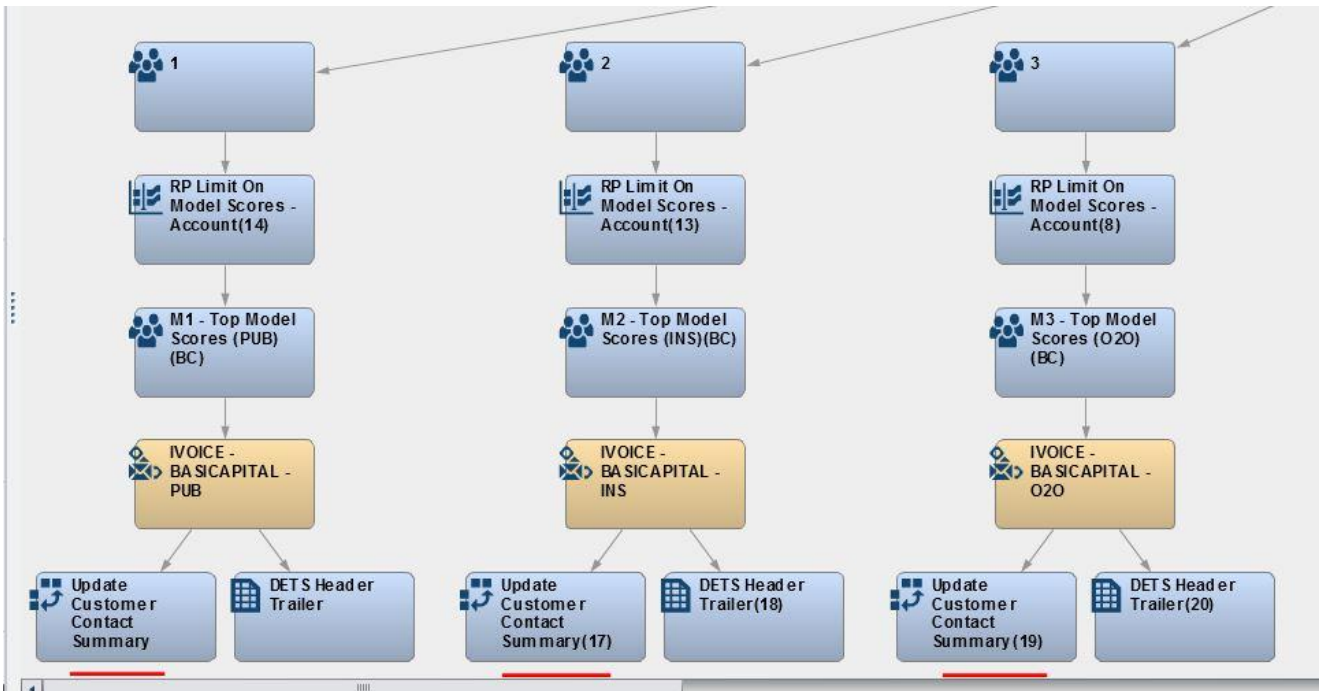 1
2
3
RP Limit On
Model Scores -
Account(14)
RP Limit On
Model Scores -
Account(13)
RP Limit On
Model Scores -
Account(8)
M1 - Top Model
Scores (PUB)
(BC)
M2 - Top Model
Scores (INS)(BC)
M3 - Top Model
Scores (O2O)
(BC)
IVOICE -
BASICAPITAL -
PUB
IVOICE -
BASICAPITAL -
INS
IVOICE -
BASICAPITAL -
O2O
Update
Customer
Contact
Summary
DETS Header
Trailer
Update
Customer
Contact
Summary(17)
DETS Header
Trailer(18)
Update
Customer
Contact
Summary(19)
DETS Header
Trailer(20)